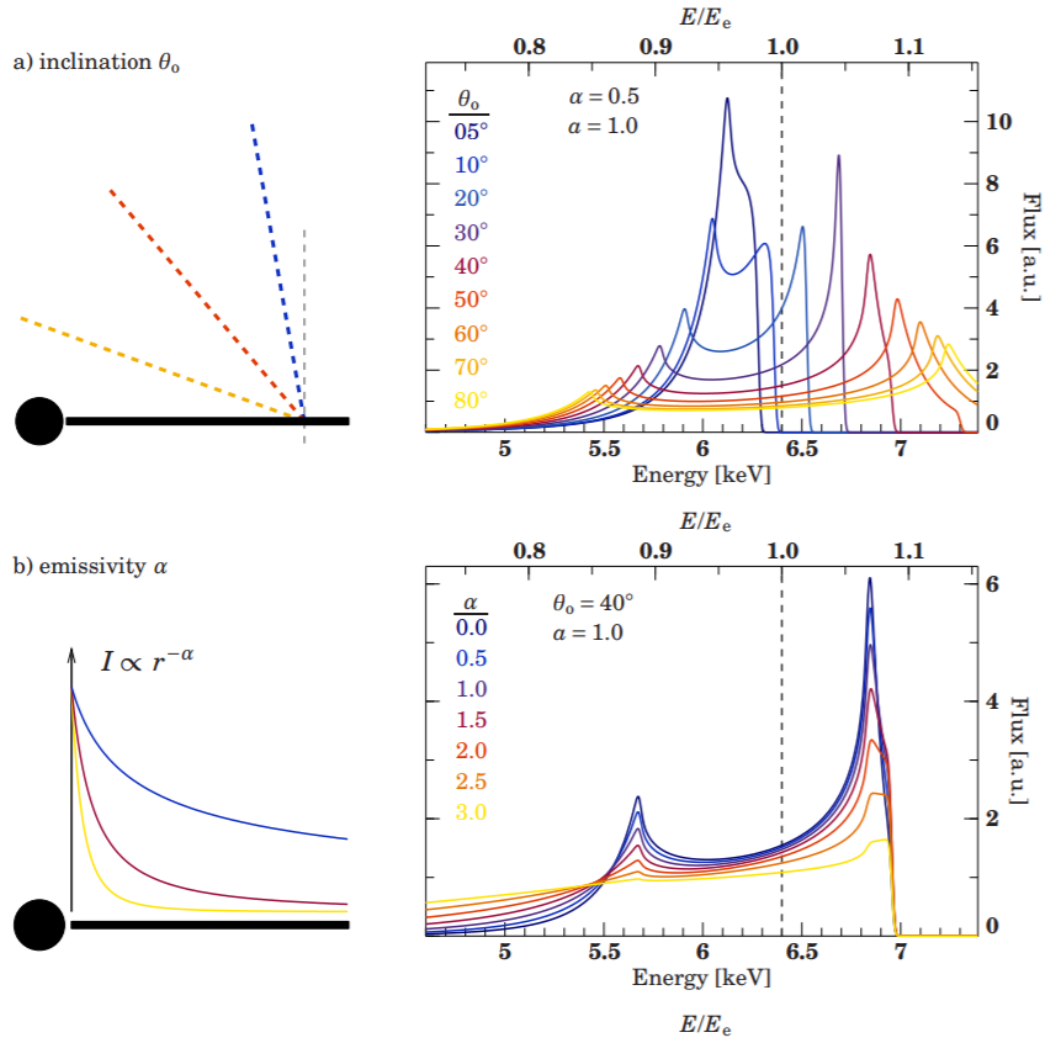 E/Eₑ
0.8 0.9 1.0 1.1
a) inclination θₒ
θₒ
05°
10°
20°
30°
40°
50°
60°
70°
80°
α = 0.5
a = 1.0
10
8
6
4
2
0
Flux [a.u.]
5 5.5 6 6.5 7
Energy [keV]
E/Eₑ
0.8 0.9 1.0 1.1
b) emissivity α
I ∝ r^{-α}
α
0.0
0.5
1.0
1.5
2.0
2.5
3.0
θₒ = 40°
a = 1.0
6
4
2
0
Flux [a.u.]
5 5.5 6 6.5 7
Energy [keV]
E/Eₑ